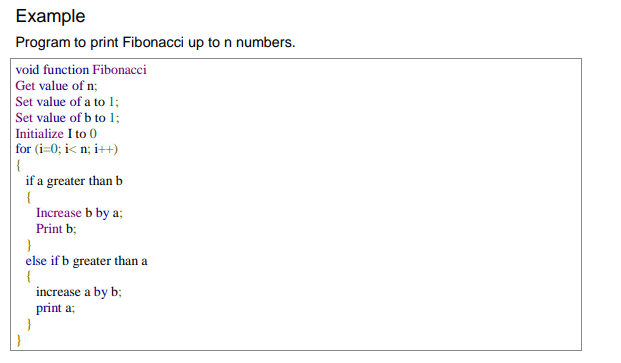 Example
Program to print Fibonacci up to n numbers.
void function Fibonacci
Get value of n;
Set value of a to 1;
Set value of b to 1;
Initialize I to 0
for (i=0; i< n; i++)
{
if a greater than b
{
Increase b by a;
Print b;
}
else if b greater than a
{
increase a by b;
print a;
}
}